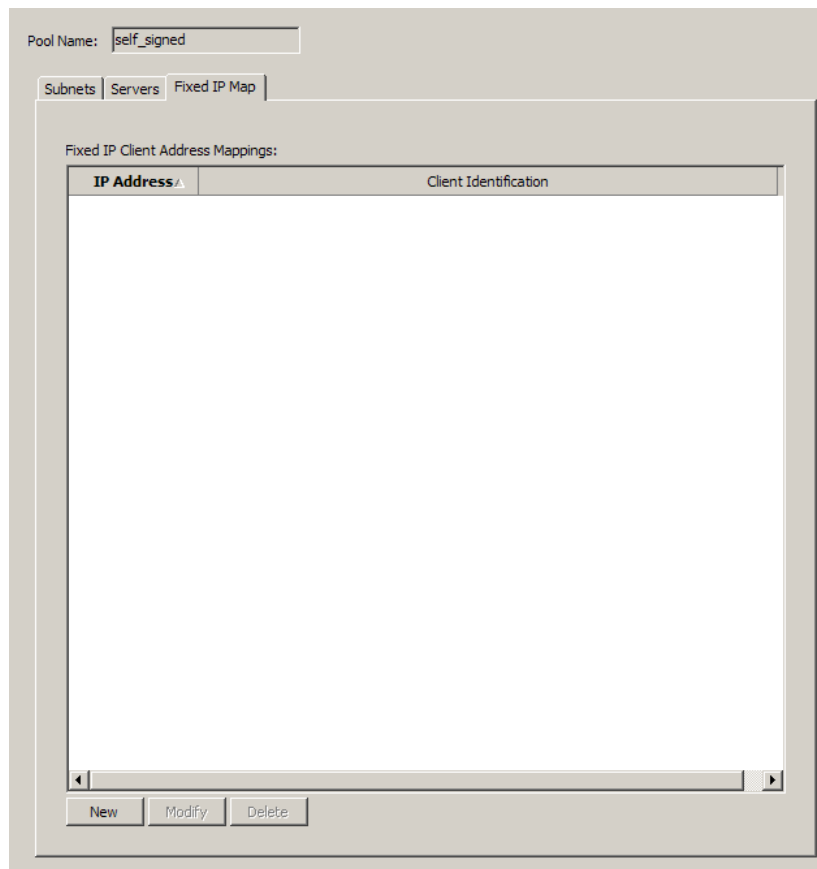 Pool Name: self_signed
Subnets Servers Fixed IP Map
Fixed IP Client Address Mappings:
IP Address Client Identification
New Modify Delete